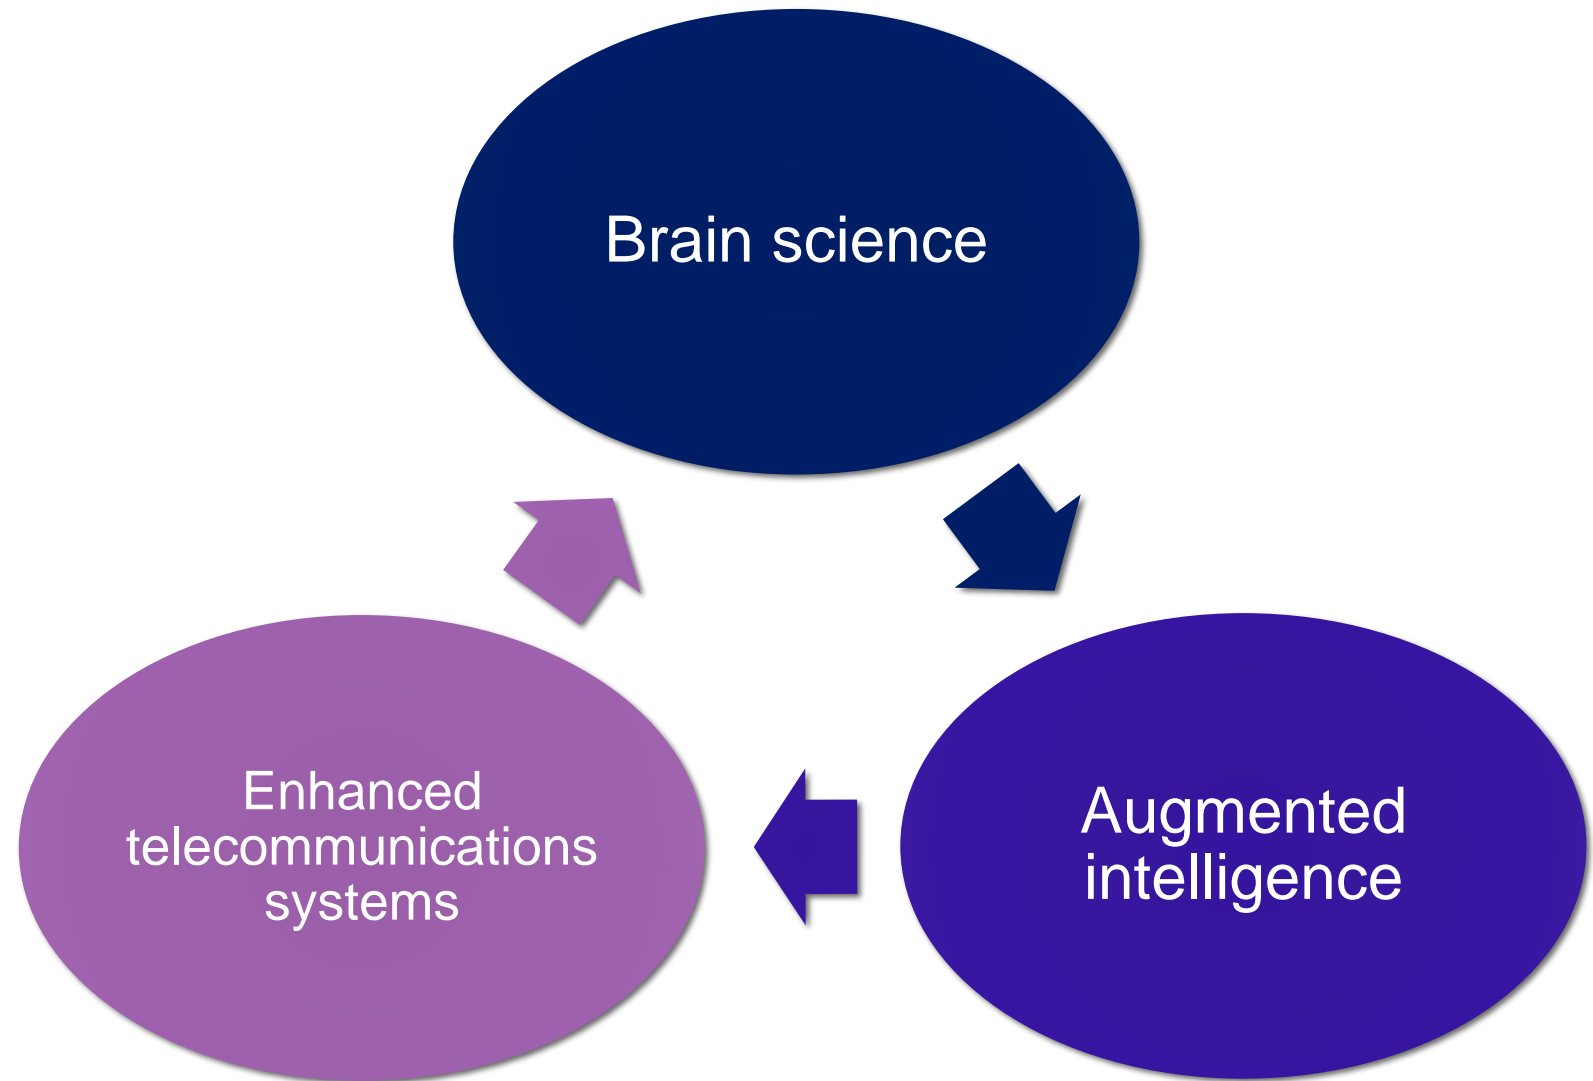 Brain science
Enhanced
telecommunications
systems
Augmented
intelligence